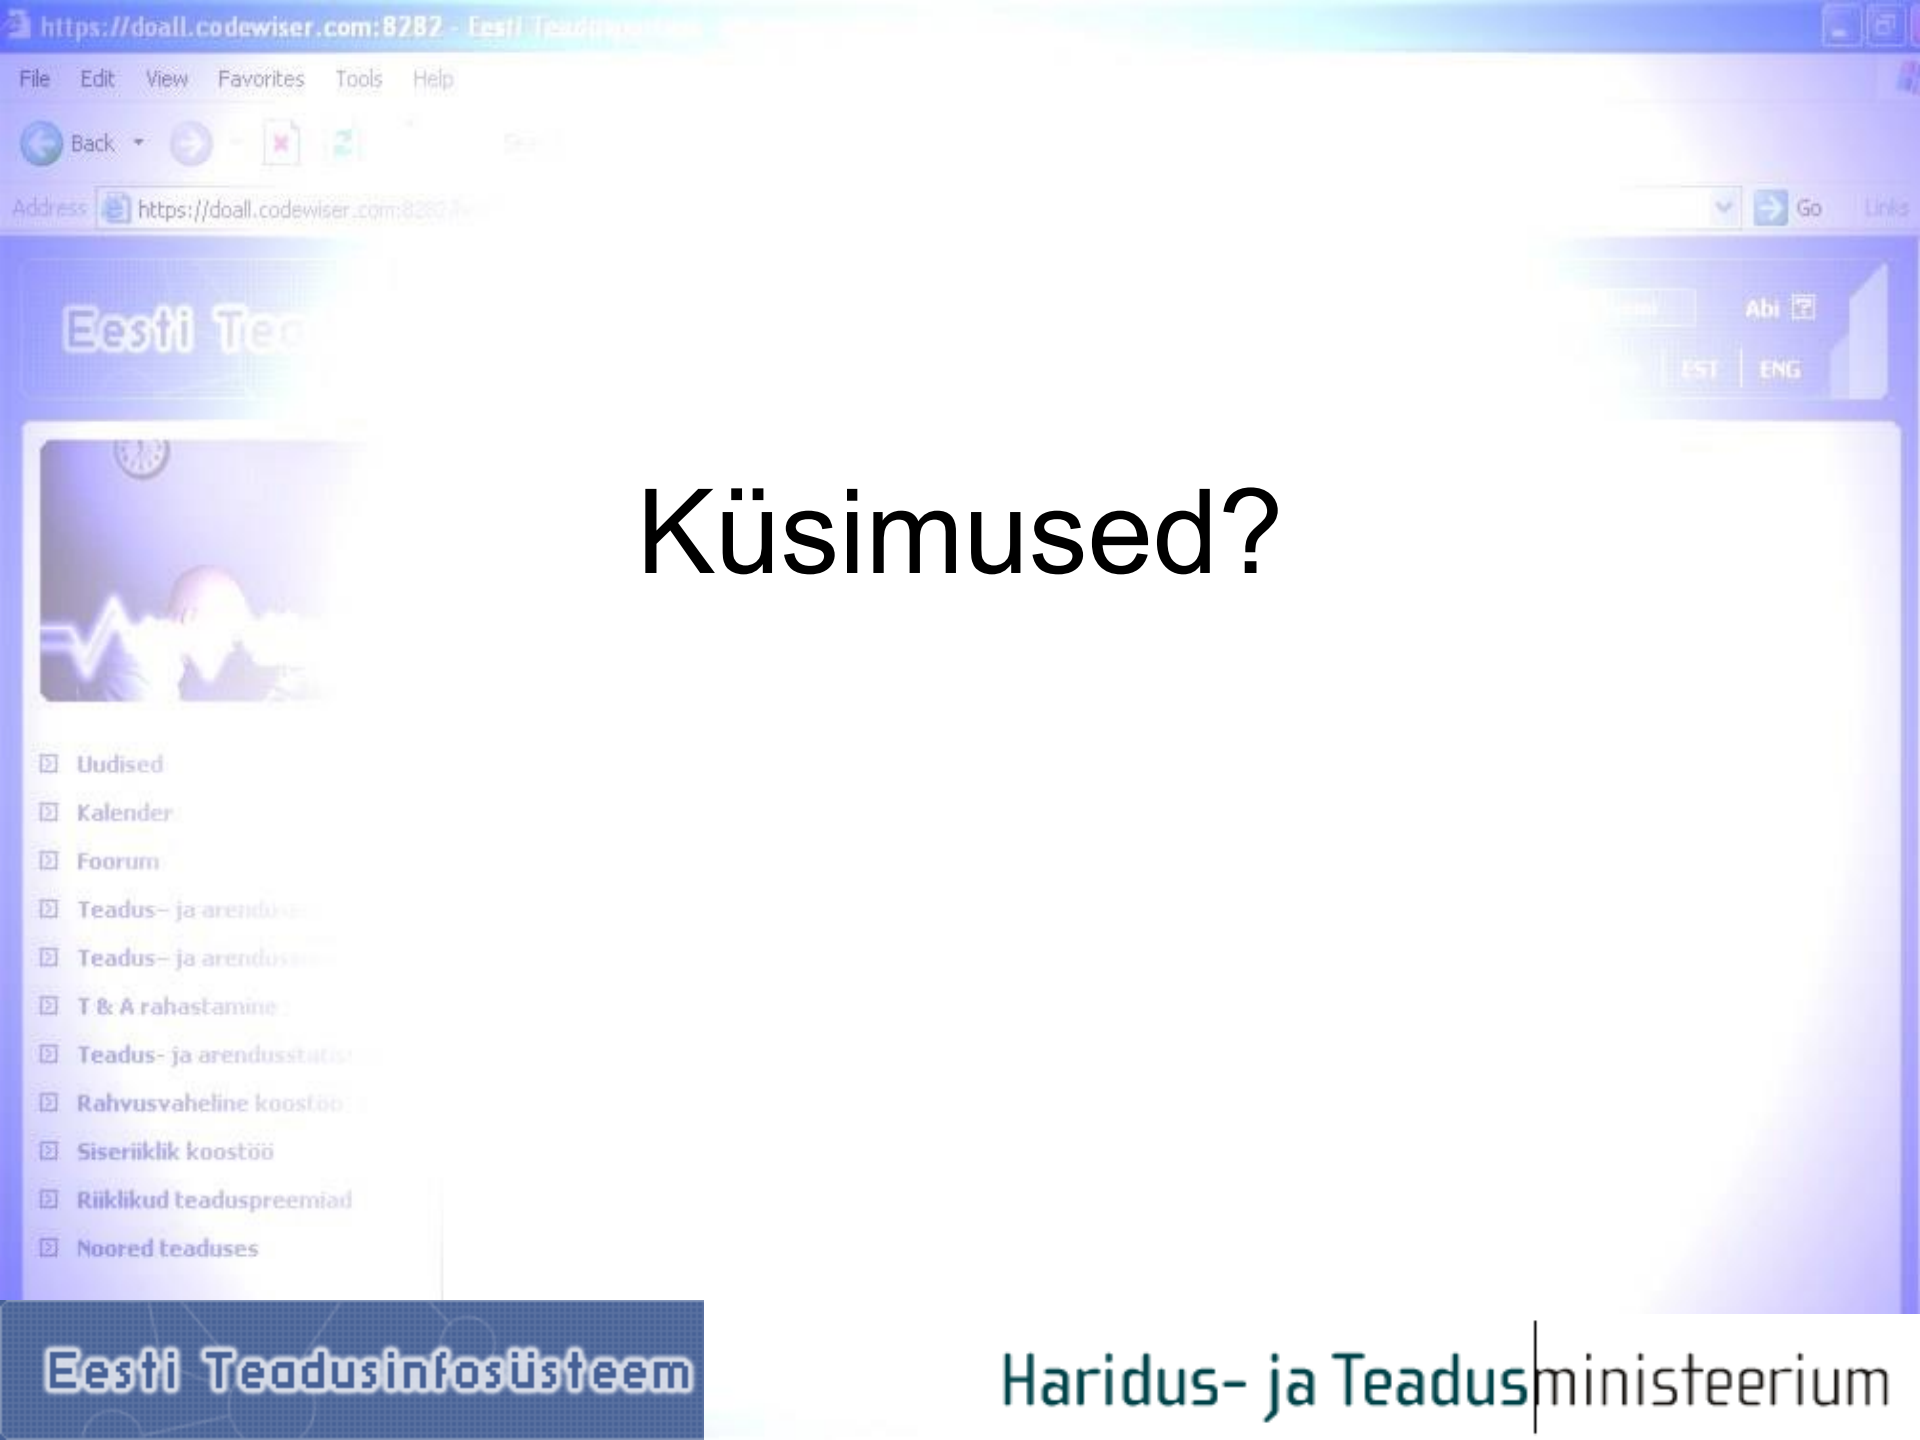 https://doall.codewiser.com:8282 - Eesti
File Edit View Favorites Tools Help
Back
Address https://doall.codewiser.com:8282 Go Links
Eesti
Abi
EST ENG
Küsimused?
Uudised
Kalender
Foorum
Teadus- ja
Teadus- ja
T & A rahastamine
Teadus- ja
Rahvusvaheline koostöö
Siseriiklik koostöö
Riiklikud teaduspreemiad
Noored teaduses
Eesti Teadusinfosüsteem
Haridus- ja Teadusministeerium